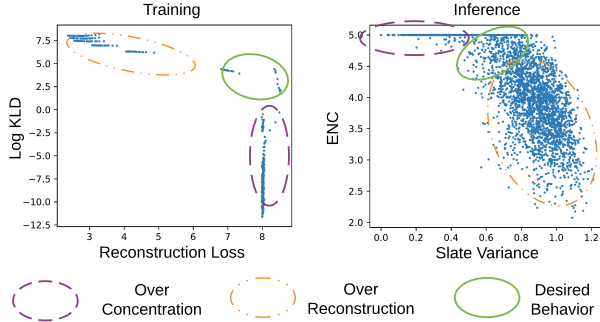 Training
Inference
7.5
5.0
2.5
0.0
−2.5
−5.0
−7.5
−10.0
−12.5
Log KLD
3
4
5
6
7
8
Reconstruction Loss
5.0
4.5
4.0
3.5
3.0
2.5
2.0
ENC
0.0
0.2
0.4
0.6
0.8
1.0
1.2
Slate Variance
Over
Concentration
Over
Reconstruction
Desired
Behavior